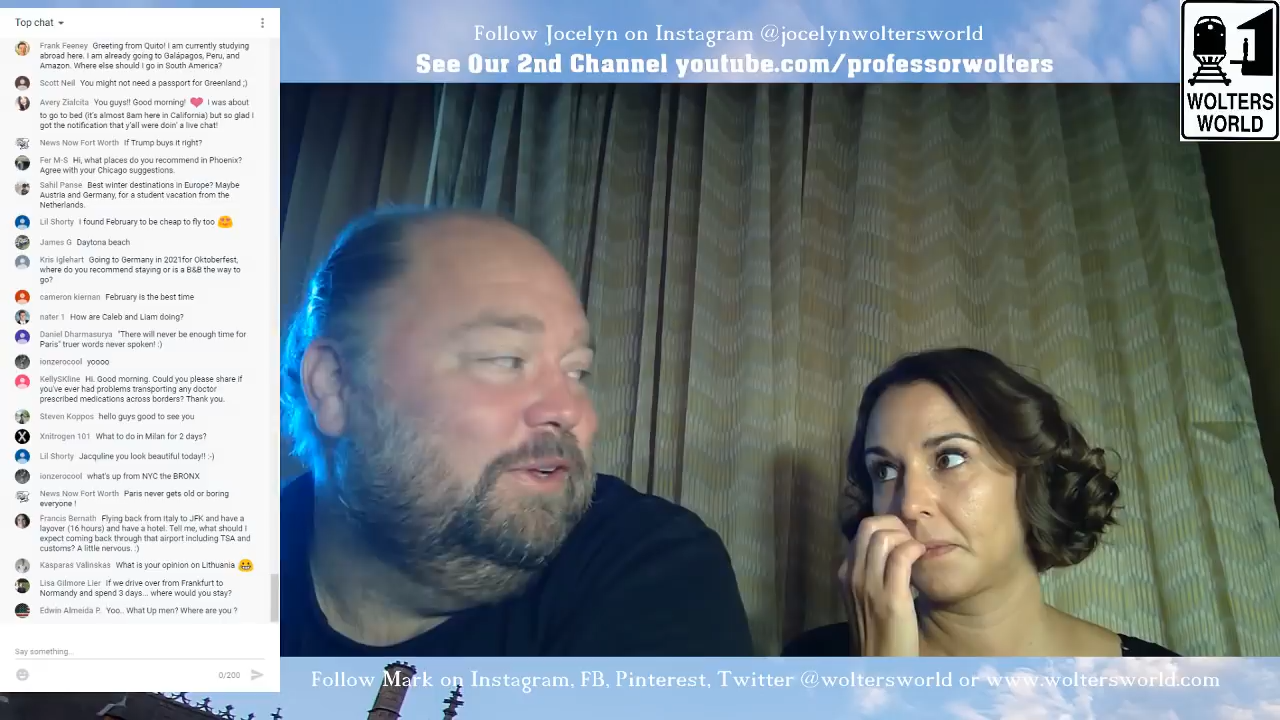 Top chat
Frank Feeney Greeting from Quito! I am currently studying
abroad here. I am already going to Galápagos, Peru, and
Amazon. Where else should I go in South America?
Scott Neil You might not need a passport for Greenland ;)
Avery Zialcita You guys!! Good morning! I was about
to go to bed (it's almost 8am here in California) but so glad I
got the notification that y'all were doin' a live chat!
News Now Fort Worth If Trump buys it right?
Fer M-S Hi, what places do you recommend in Phoenix?
Agree with your Chicago suggestions.
Sahil Panse Best winter destinations in Europe? Maybe
Austria and Germany, for a student vacation from the
Netherlands.
Lil Shorty I found February to be cheap to fly too
James G Daytona beach
Kris Iglehart Going to Germany in 2021for Oktoberfest,
where do you recommend staying or is a B&B the way to
go?
cameron kiernan February is the best time
nater 1 How are Caleb and Liam doing?
Daniel Dharmasurya "There will never be enough time for
Paris" truer words never spoken! :)
ionzerocool yoooo
KellySKline Hi. Good morning. Could you please share if
you've ever had problems transporting any doctor
prescribed medications across borders? Thank you.
Steven Koppos hello guys good to see you
Xnitrogen 101 What to do in Milan for 2 days?
Lil Shorty Jacquline you look beautiful today!! :-)
ionzerocool what's up from NYC the BRONX
News Now Fort Worth Paris never gets old or boring
everyone !
Francis Bernath Flying back from Italy to JFK and have a
layover (16 hours) and have a hotel. Tell me, what should I
expect coming back through that airport including TSA and
customs? A little nervous. :)
Kasparas Valinskas What is your opinion on Lithuania
Lisa Gilmore Lier If we drive over from Frankfurt to
Normandy and spend 3 days... where would you stay?
Edwin Almeida P. Yoo.. What Up men? Where are you ?
Say something...
0/200
Follow Jocelyn on Instagram @jocelynwoltersworld
See Our 2nd Channel youtube.com/professorwolters
WOLTERS
WORLD
Follow Mark on Instagram, FB, Pinterest, Twitter @woltersworld or www.woltersworld.com